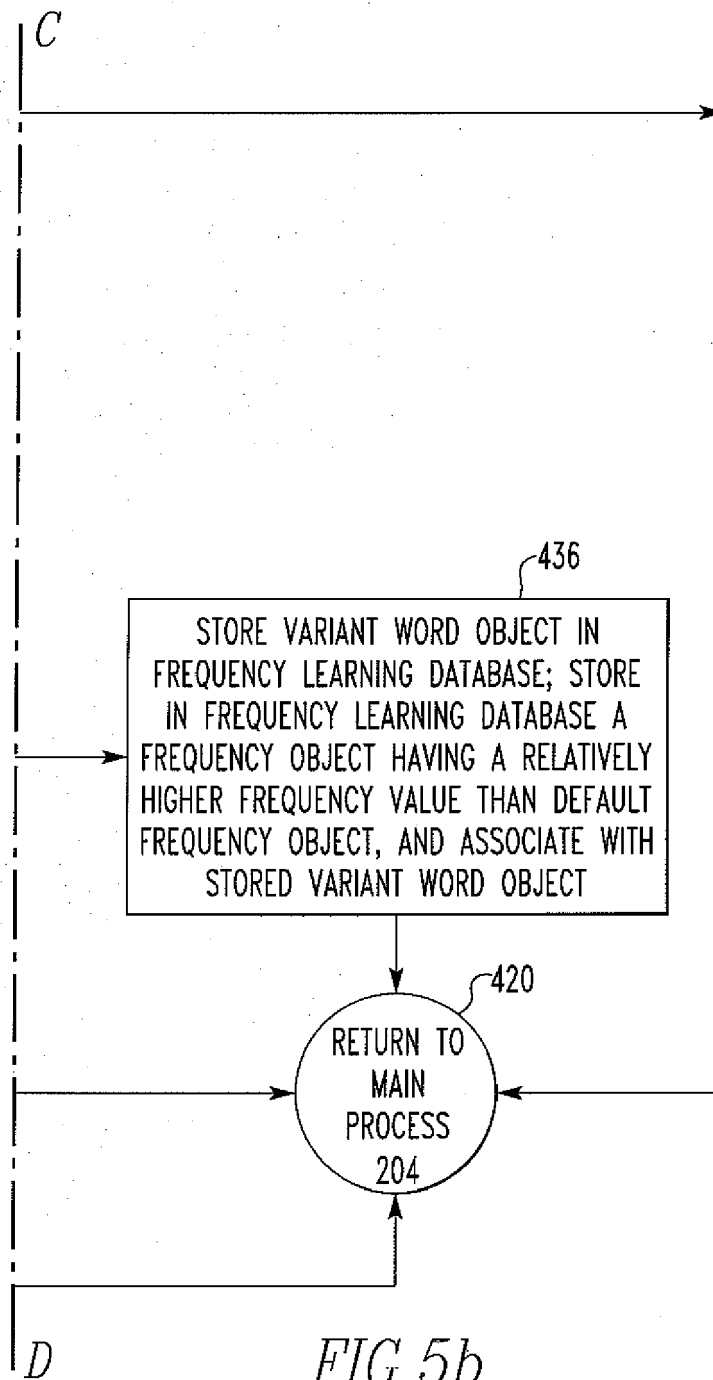 C
436
STORE VARIANT WORD OBJECT IN
FREQUENCY LEARNING DATABASE; STORE
IN FREQUENCY LEARNING DATABASE A
FREQUENCY OBJECT HAVING A RELATIVELY
HIGHER FREQUENCY VALUE THAN DEFAULT
FREQUENCY OBJECT, AND ASSOCIATE WITH
STORED VARIANT WORD OBJECT
420
RETURN TO
MAIN
PROCESS
204
D
FIG.5b